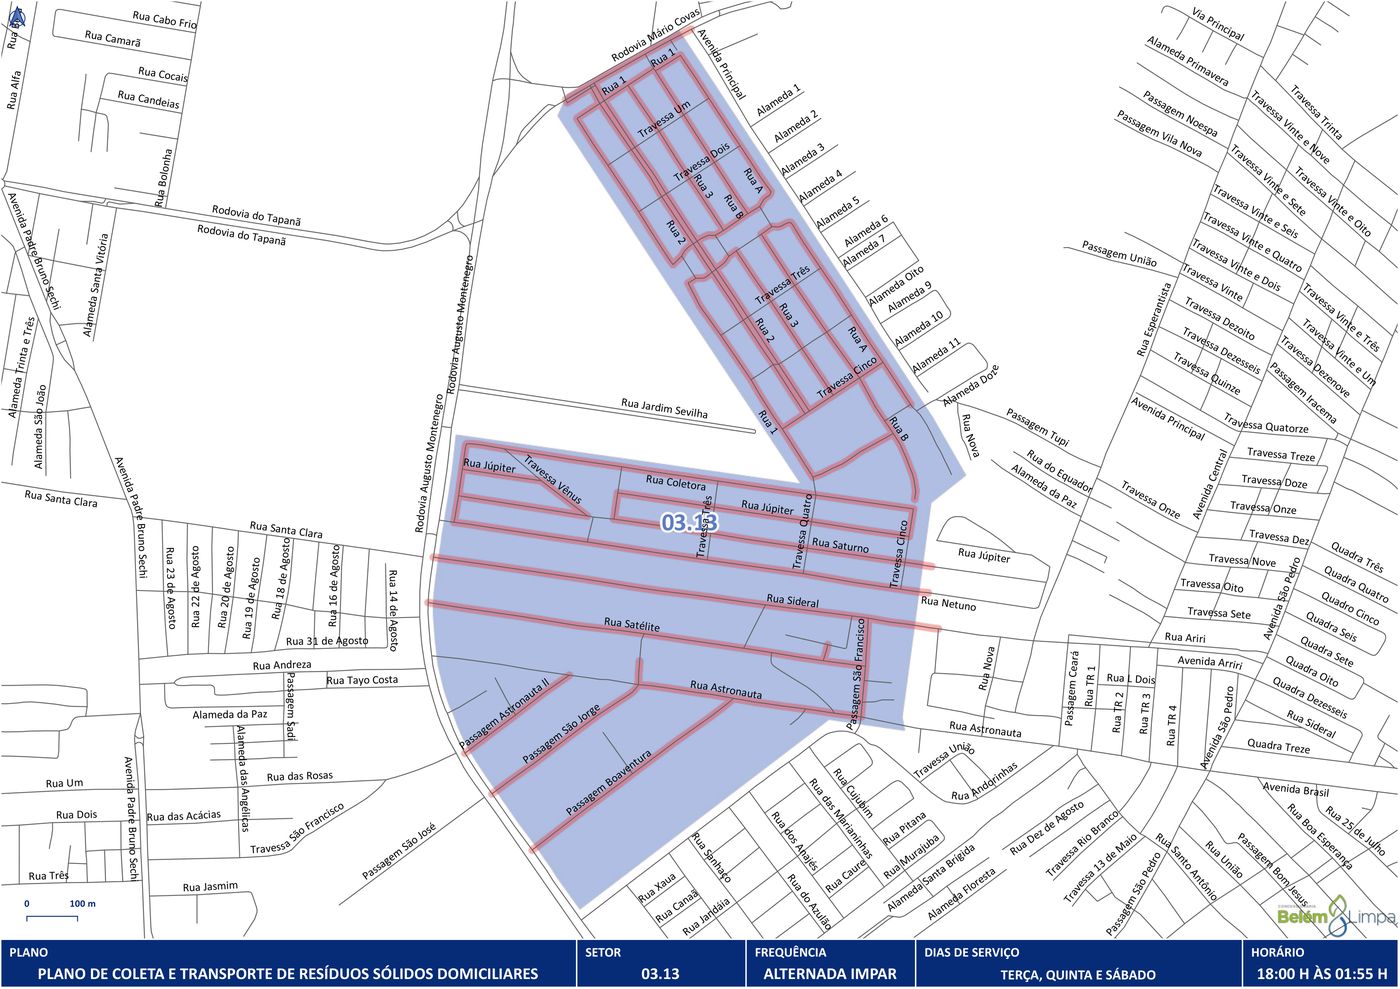 Rua Cabo Frio
Rua Camarã
Rua Cocais
Rua Candeias
Rua Alfa
Rua Bolonha
Rodovia do Tapanã
Rodovia do Tapanã
Avenida Padre Bruno Sechi
Alameda Santa Vitória
Alameda Trinta e Três
Alameda São João
Rua Santa Clara
Avenida Padre Bruno Sechi
Rua Santa Clara
Rodovia Augusto Montenegro
Rodovia Augusto Montenegro
Rua 23 de Agosto
Rua 22 de Agosto
Rua 20 de Agosto
Rua 19 de Agosto
Rua 18 de Agosto
Rua 16 de Agosto
Rua 14 de Agosto
Rua 31 de Agosto
Rua Andreza
Rua Tayo Costa
Passagem Sadi
Alameda da Paz
Alameda das Angélicas
Rua das Rosas
Rua Um
Rua Dois
Rua das Acácias
Avenida Padre Bruno Sechi
Travessa São Francisco
Passagem São José
Rua Três
Rua Jasmim
Rodovia Mário Covas
Avenida Principal
Rua 1
Rua 1
Travessa Um
Travessa Dois
Rua 3
Rua B
Rua A
Rua 2
Travessa Três
Rua 3
Rua 2
Rua A
Travessa Cinco
Rua 1
Rua B
Alameda 1
Alameda 2
Alameda 3
Alameda 4
Alameda 5
Alameda 6
Alameda 7
Alameda Oito
Alameda 9
Alameda 10
Alameda 11
Alameda Doze
Rua Nova
Rua Jardim Sevilha
Rua Júpiter
Travessa Vênus
Rua Coletora
Travessa Três
Rua Júpiter
Travessa Quatro
Rua Saturno
Travessa Cinco
03.13
Rua Júpiter
Rua Netuno
Rua Sideral
Rua Satélite
Passagem São Francisco
Rua Astronauta
Passagem Astronauta II
Passagem São Jorge
Passagem Boaventura
Rua Astronauta
Rua Nova
Passagem Ceará
Rua TR 1
Rua L Dois
Rua TR 2
Rua TR 3
Rua TR 4
Rua Ariri
Avenida Arriri
Avenida São Pedro
Avenida São Pedro
Travessa União
Rua Andorinhas
Rua Cujubim
Rua das Marianinhas
Rua Pitana
Rua dos Anajés
Rua Murajuba
Rua Caure
Rua Sanhaço
Rua do Azulão
Rua Xaua
Rua Canaã
Rua Jandáia
Alameda Santa Brigida
Alameda Floresta
Rua Dez de Agosto
Travessa Rio Branco
Travessa 13 de Maio
Passagem São Pedro
Rua Santo Antônio
Rua União
Passagem Bom Jesus
Rua Boa Esperança
Rua 25 de Julho
Avenida Brasil
Via Principal
Alameda Primavera
Passagem Noespa
Passagem Vila Nova
Travessa Trinta
Travessa Vinte e Nove
Travessa Vinte e Oito
Travessa Vinte e Sete
Travessa Vinte e Seis
Travessa Vinte e Quatro
Travessa Vinte e Dois
Travessa Vinte
Travessa Vinte e Três
Travessa Vinte e Um
Passagem União
Rua Esperantista
Travessa Dezoito
Travessa Dezesseis
Travessa Dezenove
Travessa Quinze
Passagem Iracema
Avenida Principal
Travessa Quatorze
Avenida Central
Travessa Treze
Travessa Doze
Travessa Onze
Travessa Onze
Travessa Dez
Travessa Nove
Travessa Oito
Travessa Sete
Passagem Tupi
Rua do Equador
Alameda da Paz
Quadra Três
Quadra Quatro
Quadra Cinco
Quadra Seis
Quadra Sete
Quadra Oito
Quadra Dezesseis
Rua Sideral
Quadra Treze
0 100 m
Belém Limpa
PLANO
PLANO DE COLETA E TRANSPORTE DE RESÍDUOS SÓLIDOS DOMICILIARES
SETOR
03.13
FREQUÊNCIA
ALTERNADA IMPAR
DIAS DE SERVIÇO
TERÇA, QUINTA E SÁBADO
HORÁRIO
18:00 H ÀS 01:55 H